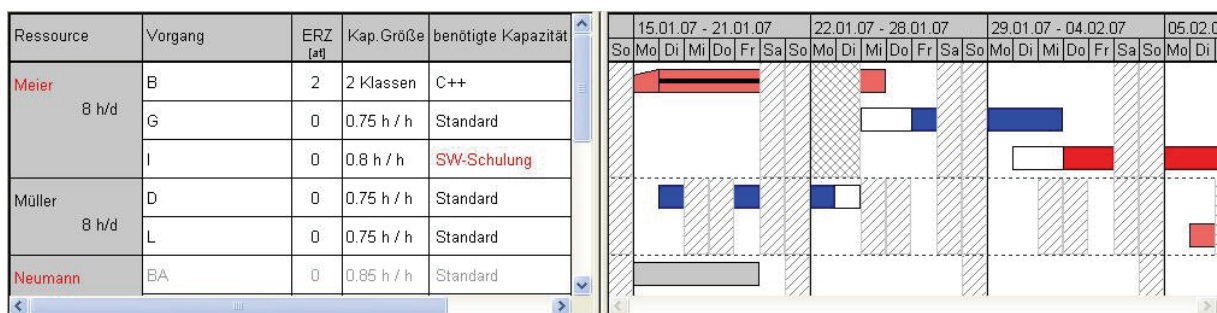 Ressource Vorgang ERZ [at] Kap.Größe benötigte Kapazität
15.01.07 - 21.01.07 22.01.07 - 28.01.07 29.01.07 - 04.02.07 05.02.0
So Mo Di Mi Do Fr Sa So Mo Di Mi Do Fr Sa So Mo Di Mi Do Fr Sa So Mo Di
Meier B 2 2 Klassen C++
8 h/d G 0 0.75 h / h Standard
I 0 0.8 h / h SW-Schulung
Müller D 0 0.75 h / h Standard
8 h/d L 0 0.75 h / h Standard
Neumann BA 0 0.85 h / h Standard